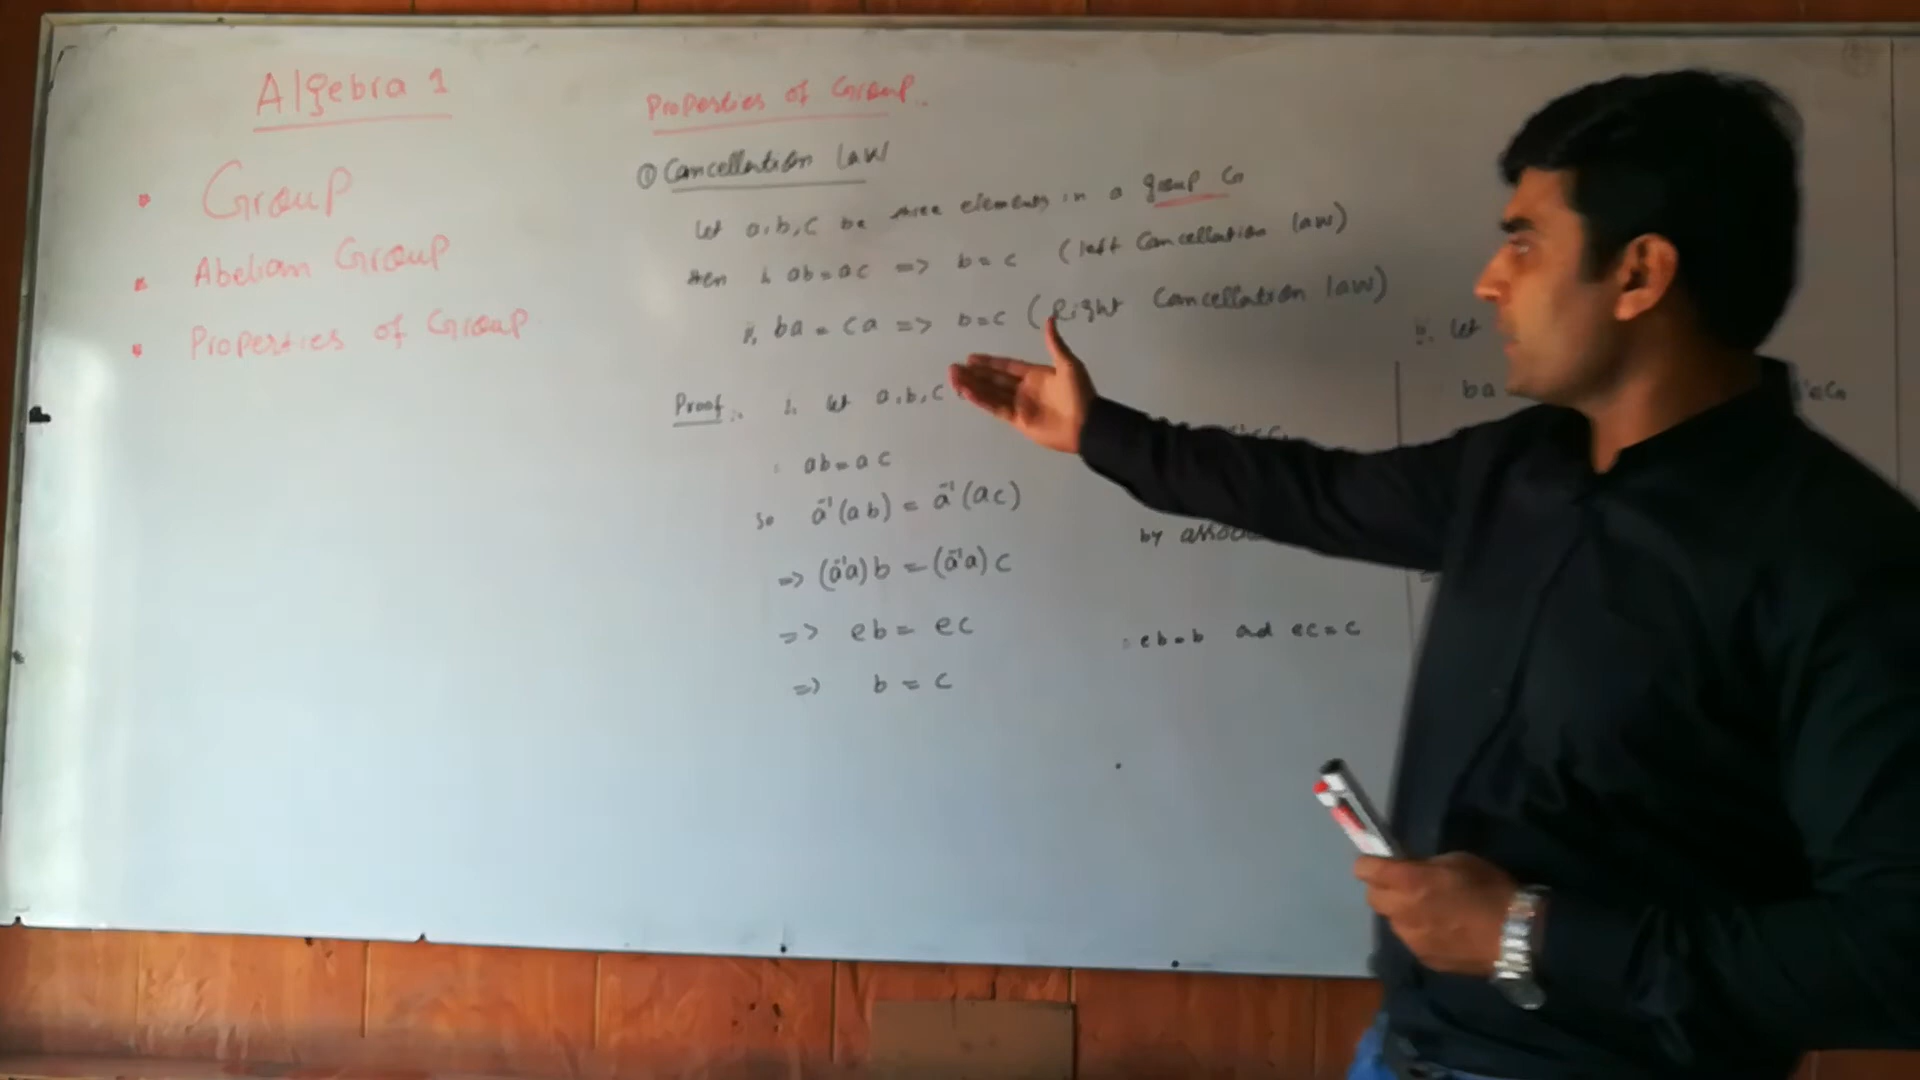 Algebra 1
• Group
• Abelian Group
• Properties of Group
Properties of Group.
① Cancellation law
Let a,b,c be three elements in a group G
then i, ab=ac => b=c (left Cancellation law)
ii, ba = ca => b=c (Right Cancellation law)
Proof:. i, let a,b,c
∵ ab=ac
so a⁻¹(ab) = a⁻¹(ac)
=> (a⁻¹a)b = (a⁻¹a)c
by
=> eb = ec
∵ eb=b and ec=c
=> b = c
ii, let
ba